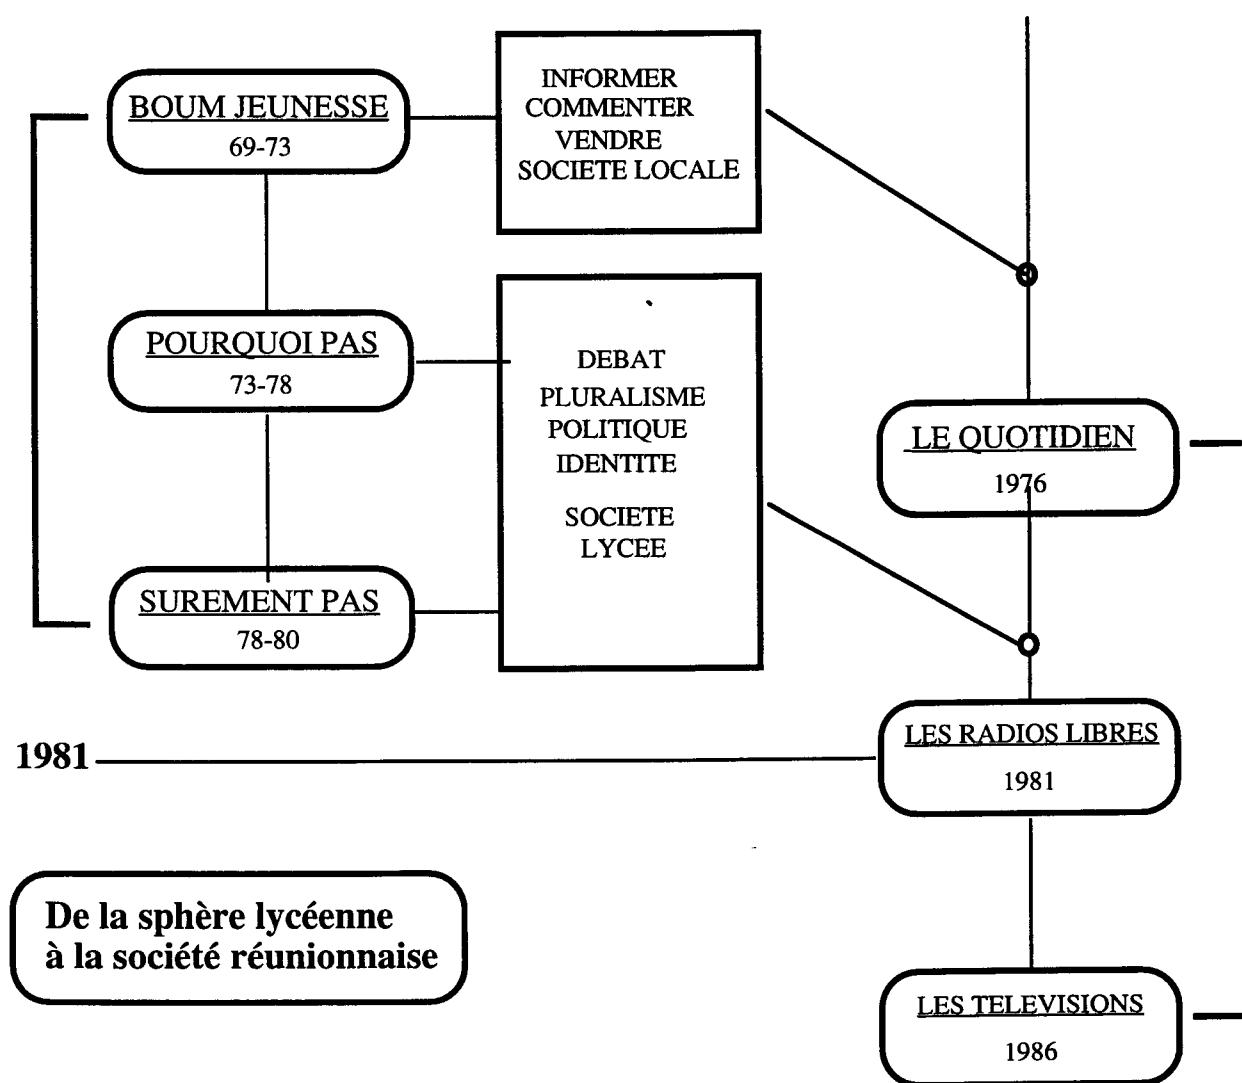 BOUM JEUNESSE
69-73
INFORMER
COMMENTER
VENDRE
SOCIETE LOCALE
POURQUOI PAS
73-78
DEBAT
PLURALISME
POLITIQUE
IDENTITE
SOCIETE
LYCEE
LE QUOTIDIEN
1976
SUREMENT PAS
78-80
1981
LES RADIOS LIBRES
1981
De la sphère lycéenne
à la société réunionnaise
LES TELEVISIONS
1986